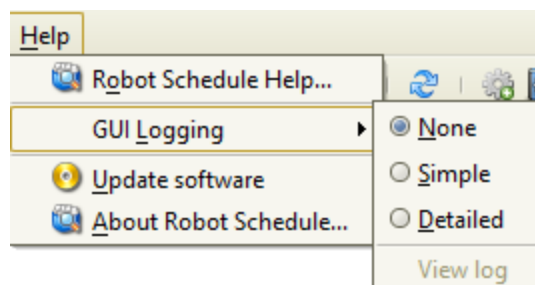 Help
Robot Schedule Help...
GUI Logging
Update software
About Robot Schedule...
None
Simple
Detailed
View log